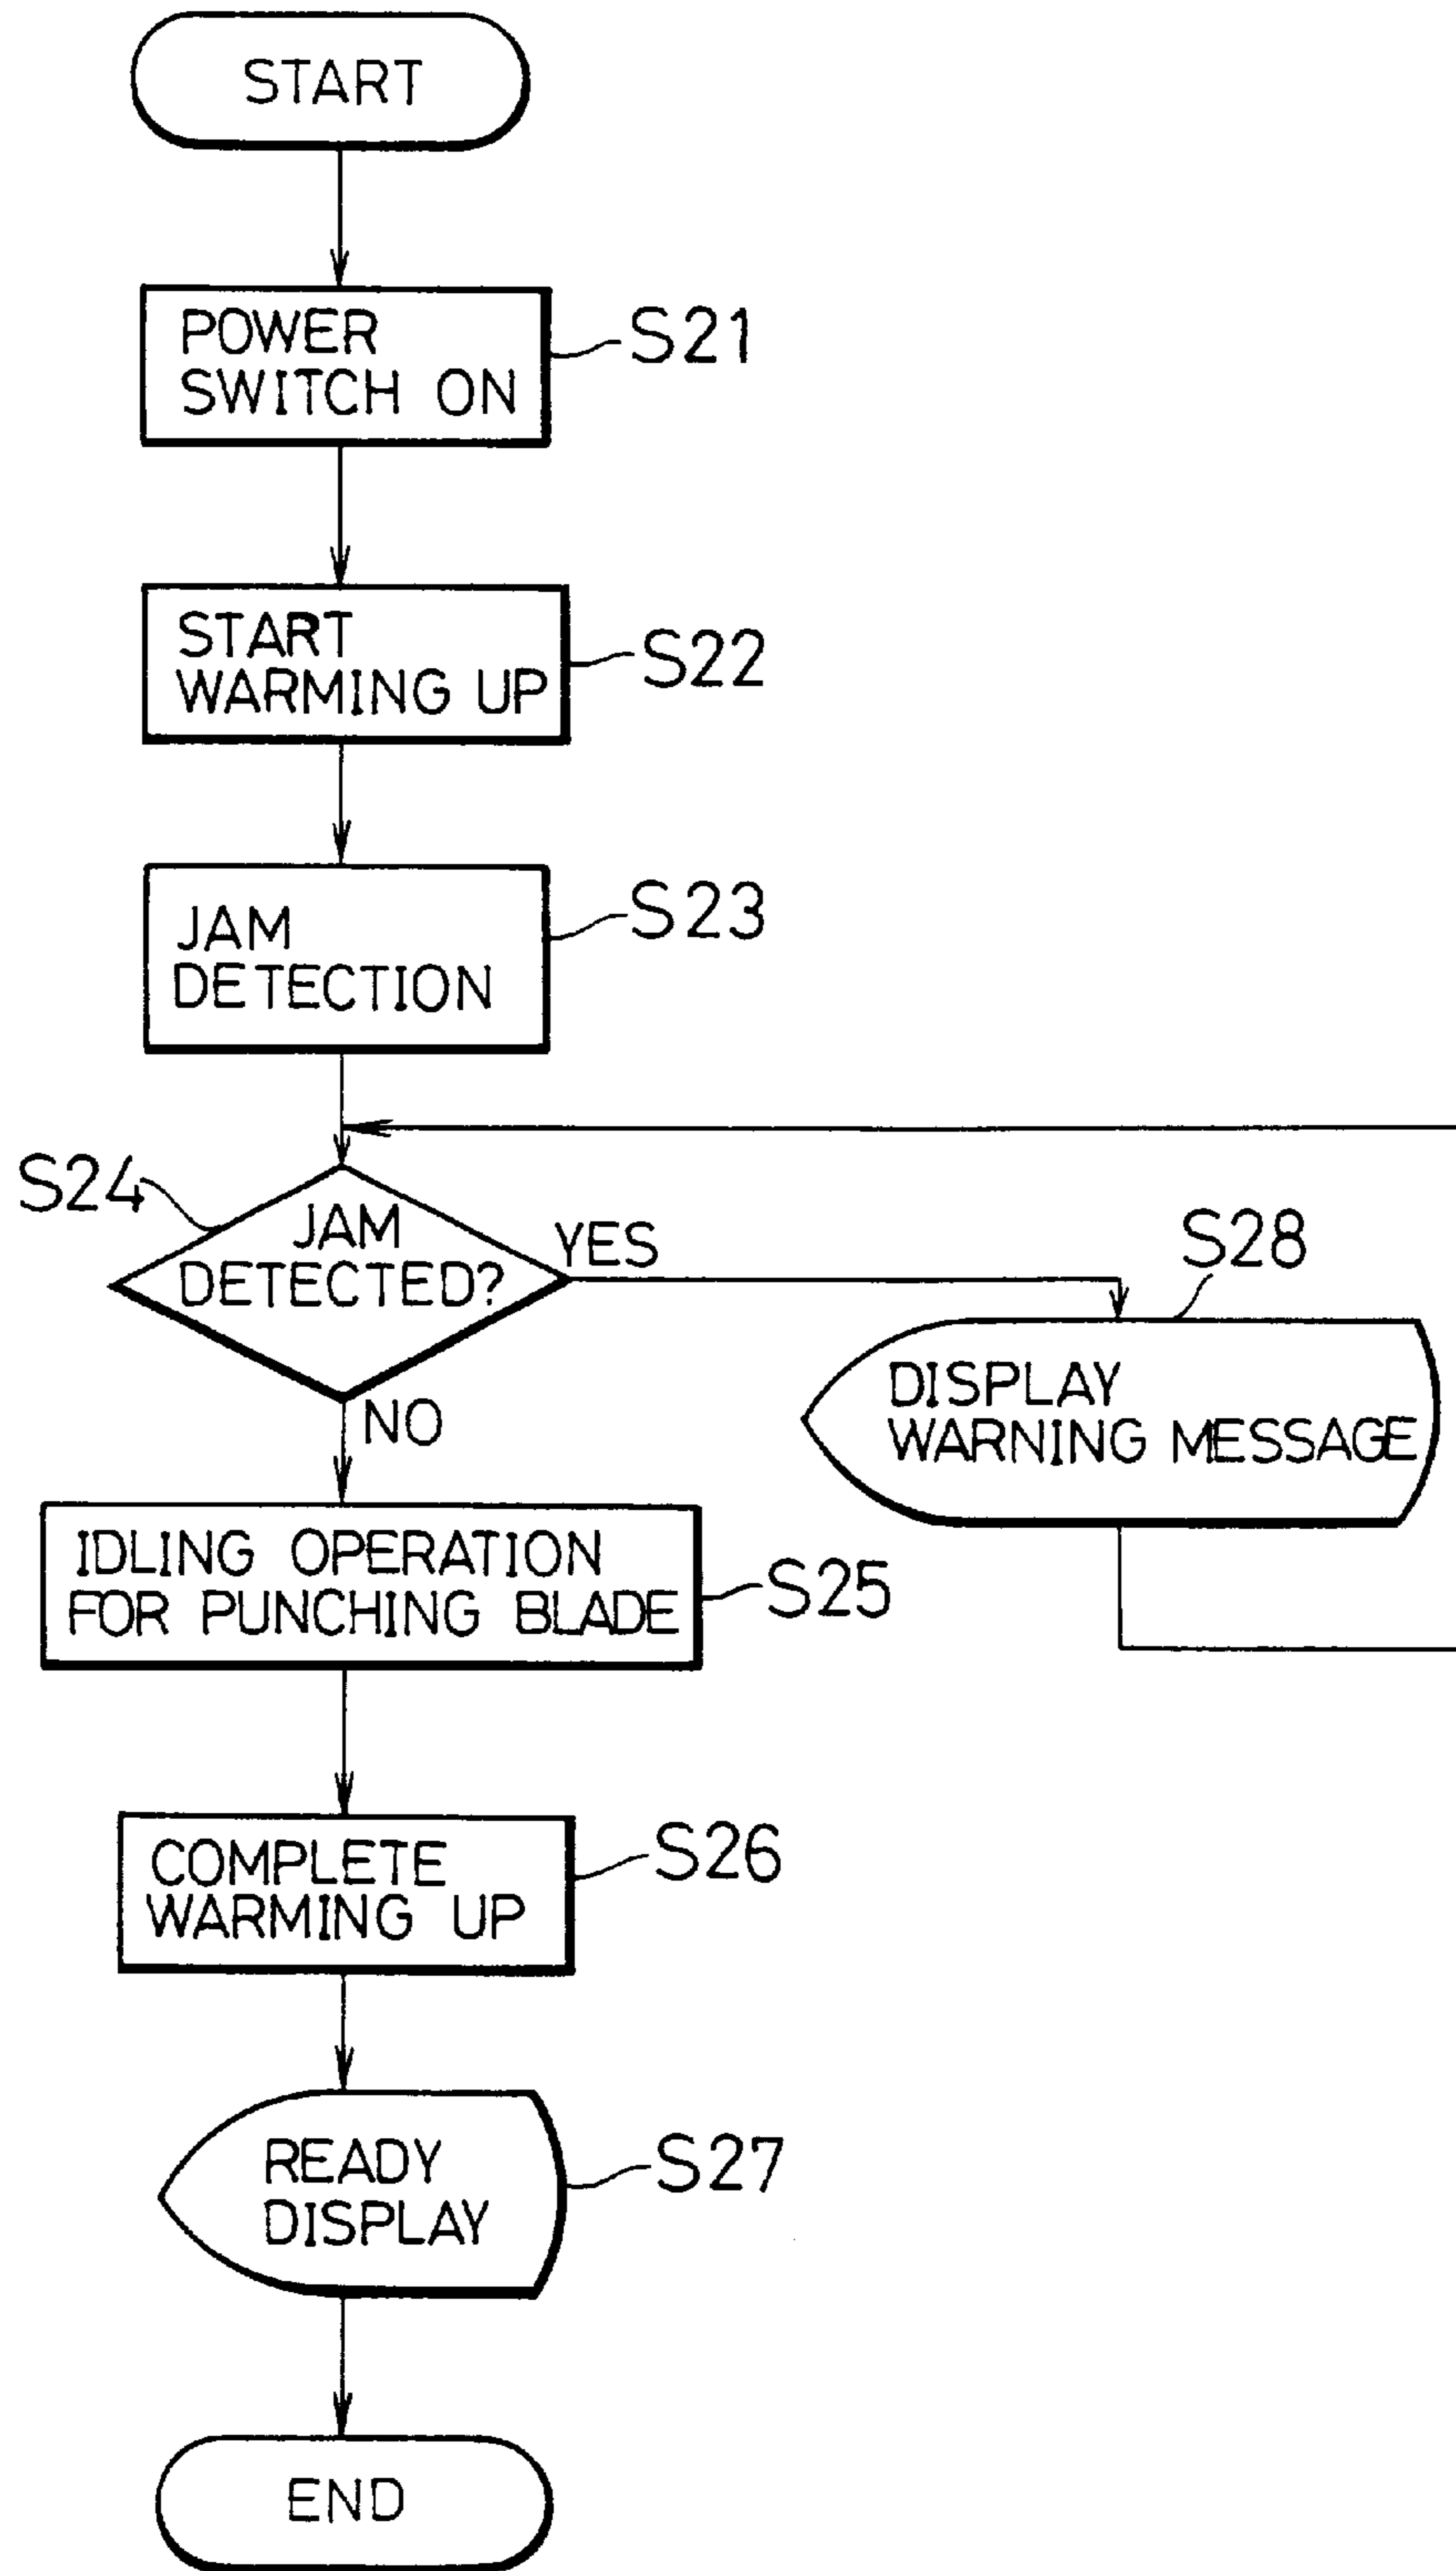 START
POWER
SWITCH ON
S21
START
WARMING UP
S22
JAM
DETECTION
S23
S24
JAM
DETECTED?
YES
NO
S28
DISPLAY
WARNING MESSAGE
IDLING OPERATION
FOR PUNCHING BLADE
S25
COMPLETE
WARMING UP
S26
READY
DISPLAY
S27
END